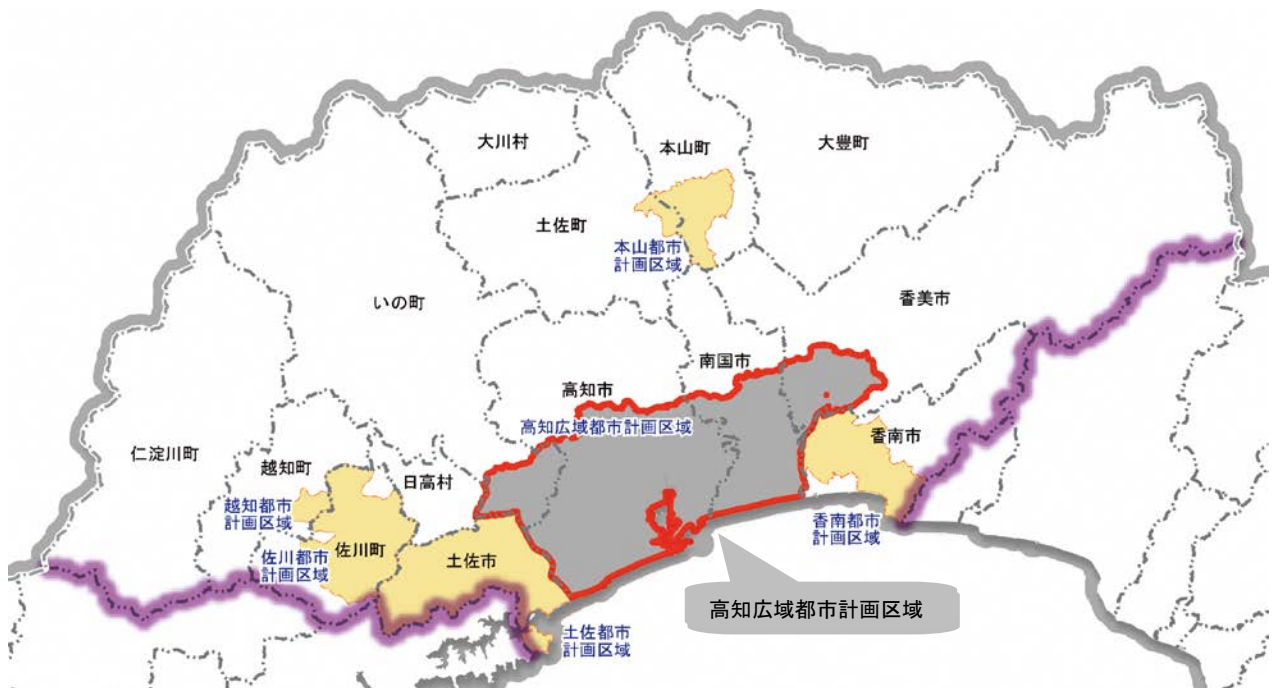 大川村
本山町
大豊町
土佐町
本山都市
計画区域
いの町
香美市
南国市
高知市
高知広域都市計画区域
仁淀川町
越知町
日高村
香南市
越知都市
計画区域
佐川都市
計画区域
佐川町
土佐市
香南都市
計画区域
高知広域都市計画区域
土佐都市
計画区域